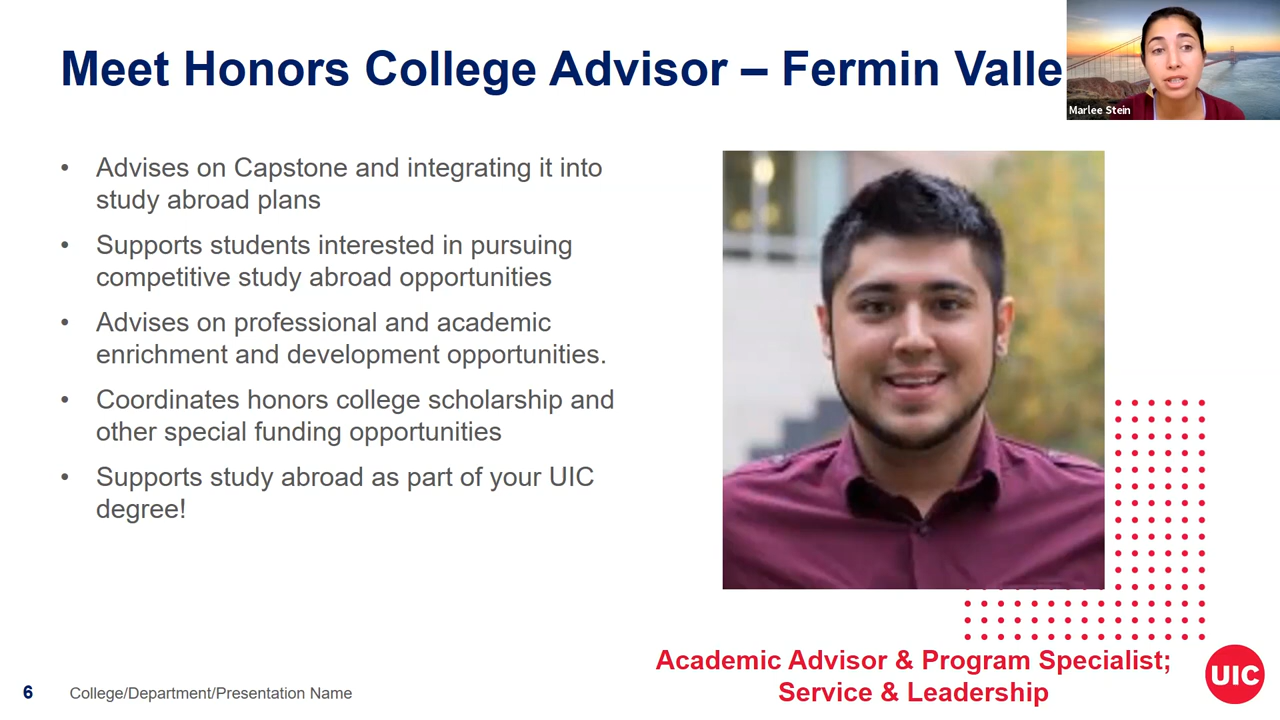 Meet Honors College Advisor – Fermin Valle
Marlee Stein
• Advises on Capstone and integrating it into
study abroad plans
• Supports students interested in pursuing
competitive study abroad opportunities
• Advises on professional and academic
enrichment and development opportunities.
• Coordinates honors college scholarship and
other special funding opportunities
• Supports study abroad as part of your UIC
degree!
Academic Advisor & Program Specialist;
Service & Leadership
UIC
6 College/Department/Presentation Name